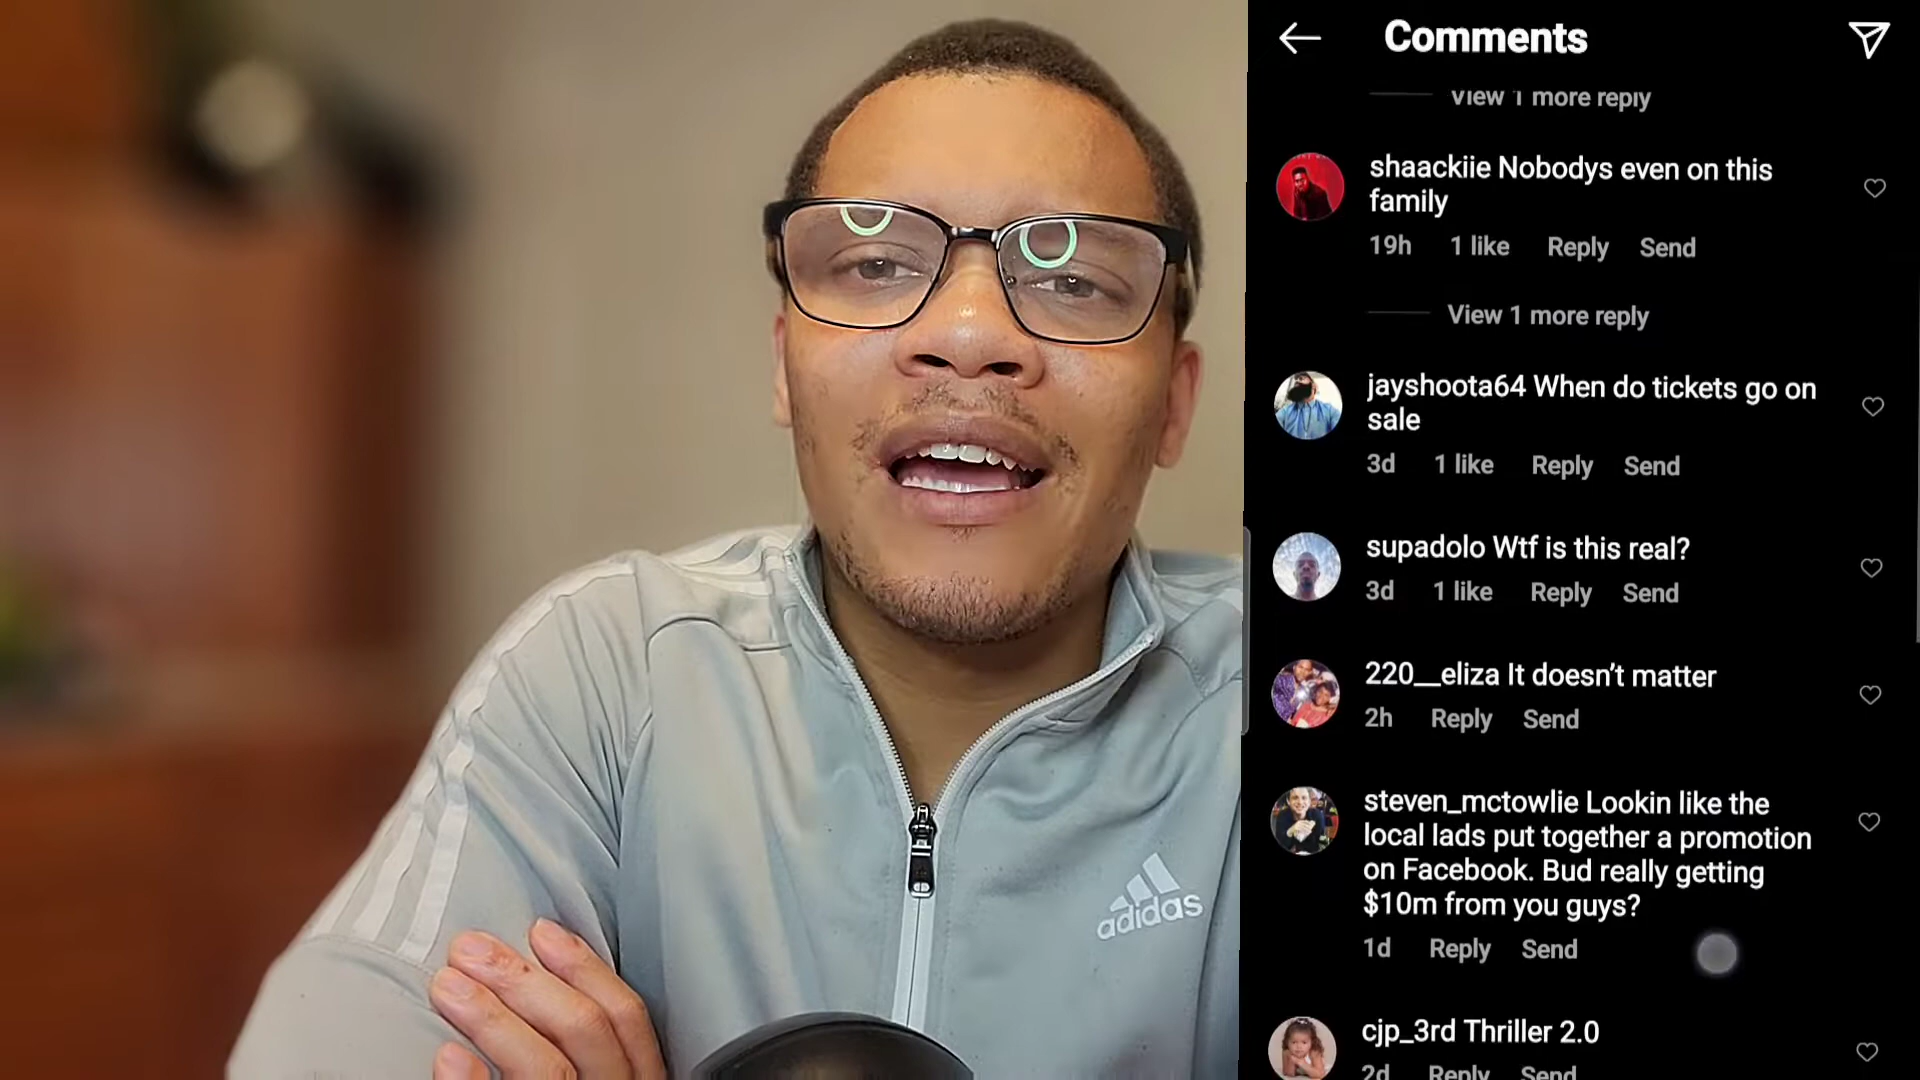 Comments
View 1 more reply
shaackiie Nobodys even on this
family
19h 1 like Reply Send
View 1 more reply
jayshoota64 When do tickets go on
sale
3d 1 like Reply Send
supadolo Wtf is this real?
3d 1 like Reply Send
220__eliza It doesn’t matter
2h Reply Send
steven_mctowlie Lookin like the
local lads put together a promotion
on Facebook. Bud really getting
$10m from you guys?
1d Reply Send
cjp_3rd Thriller 2.0
2d Reply Send
adidas